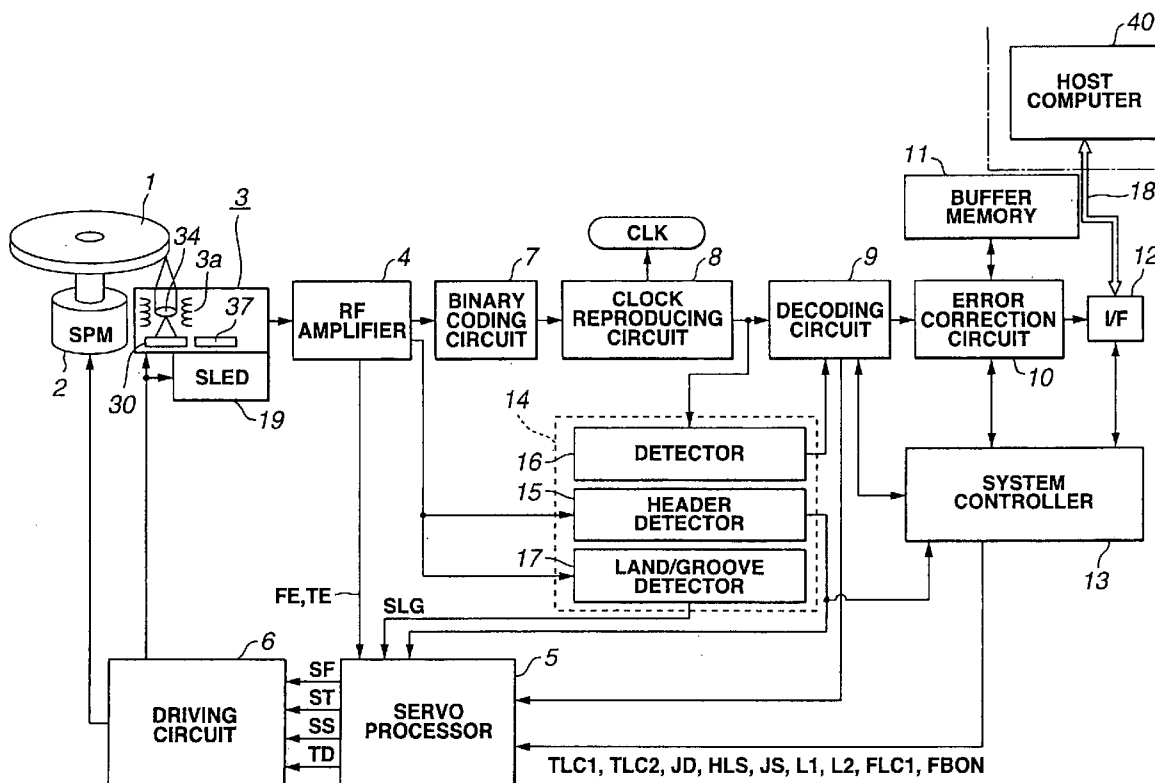 40
HOST
COMPUTER
11
BUFFER
MEMORY
18
1
3
34
3a
CLK
4
7
8
9
12
SPM
37
RF
AMPLIFIER
BINARY
CODING
CIRCUIT
CLOCK
REPRODUCING
CIRCUIT
DECODING
CIRCUIT
ERROR
CORRECTION
CIRCUIT
I/F
2
30
SLED
19
10
14
DETECTOR
16
15
HEADER
DETECTOR
SYSTEM
CONTROLLER
17
LAND/GROOVE
DETECTOR
13
FE,TE
SLG
6
5
SF
ST
SS
TD
DRIVING
CIRCUIT
SERVO
PROCESSOR
TLC1, TLC2, JD, HLS, JS, L1, L2, FLC1, FBON